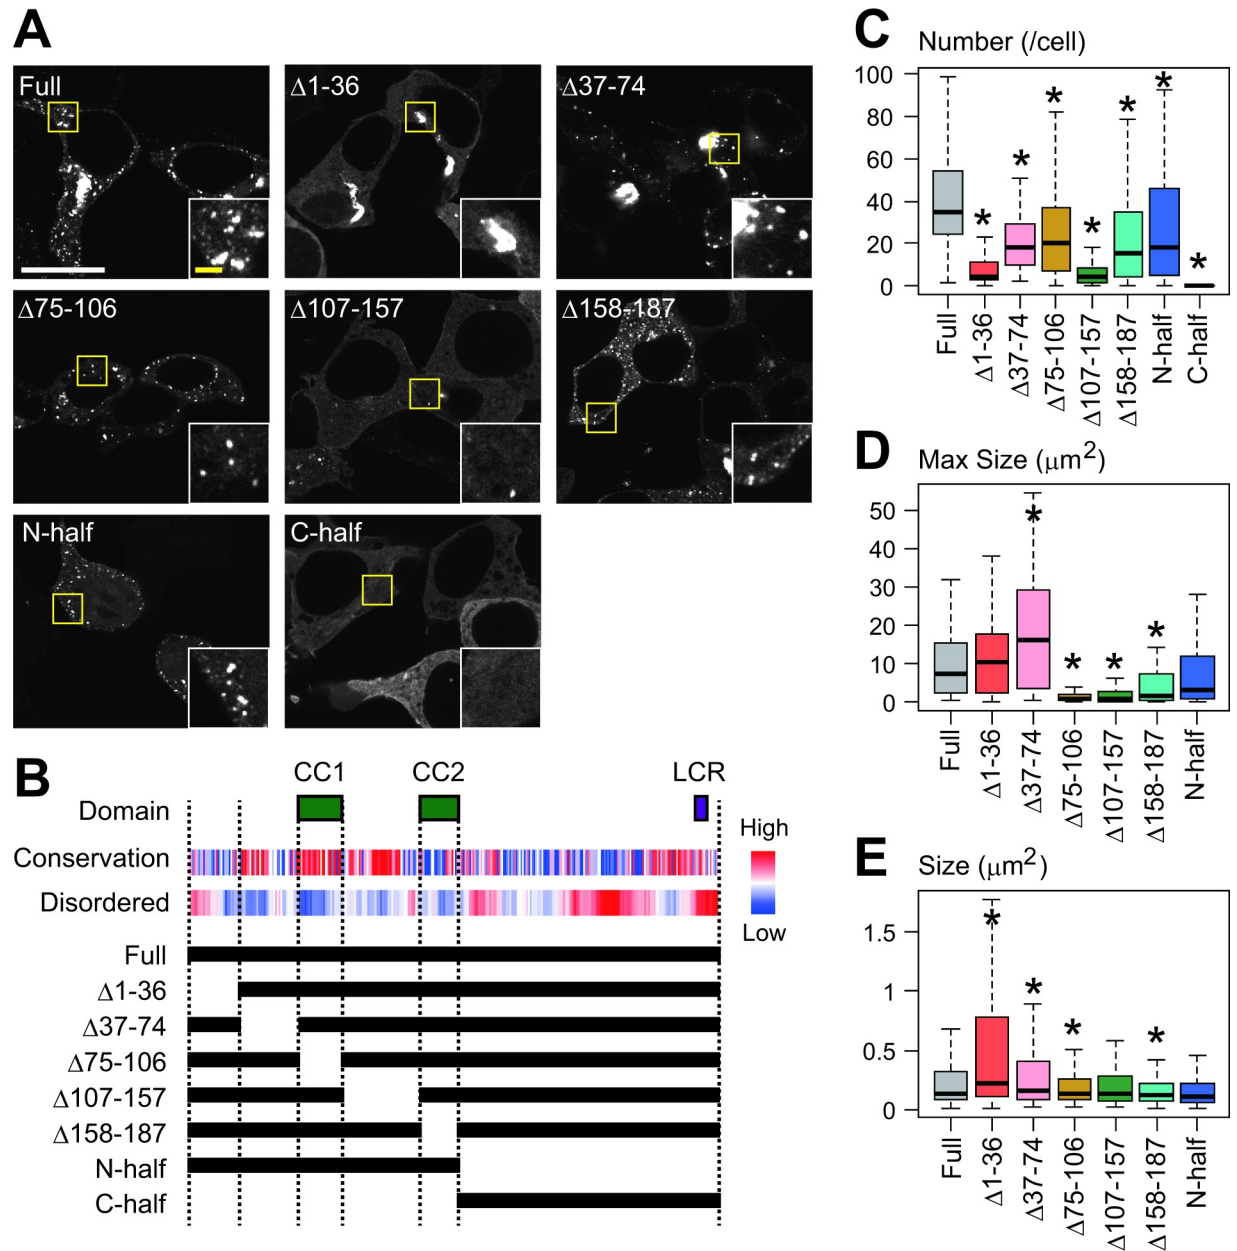 A
Full
Δ1-36
Δ37-74
Δ75-106
Δ107-157
Δ158-187
N-half
C-half
B
CC1
CC2
LCR
Domain
Conservation
Disordered
High
Low
Full
Δ1-36
Δ37-74
Δ75-106
Δ107-157
Δ158-187
N-half
C-half
C
Number (/cell)
100
80
60
40
20
0
* * * * * * *
Full
Δ1-36
Δ37-74
Δ75-106
Δ107-157
Δ158-187
N-half
C-half
D
Max Size (μm²)
50
40
30
20
10
0
* * * *
Full
Δ1-36
Δ37-74
Δ75-106
Δ107-157
Δ158-187
N-half
E
Size (μm²)
1.5
1
0.5
0
* * * *
Full
Δ1-36
Δ37-74
Δ75-106
Δ107-157
Δ158-187
N-half